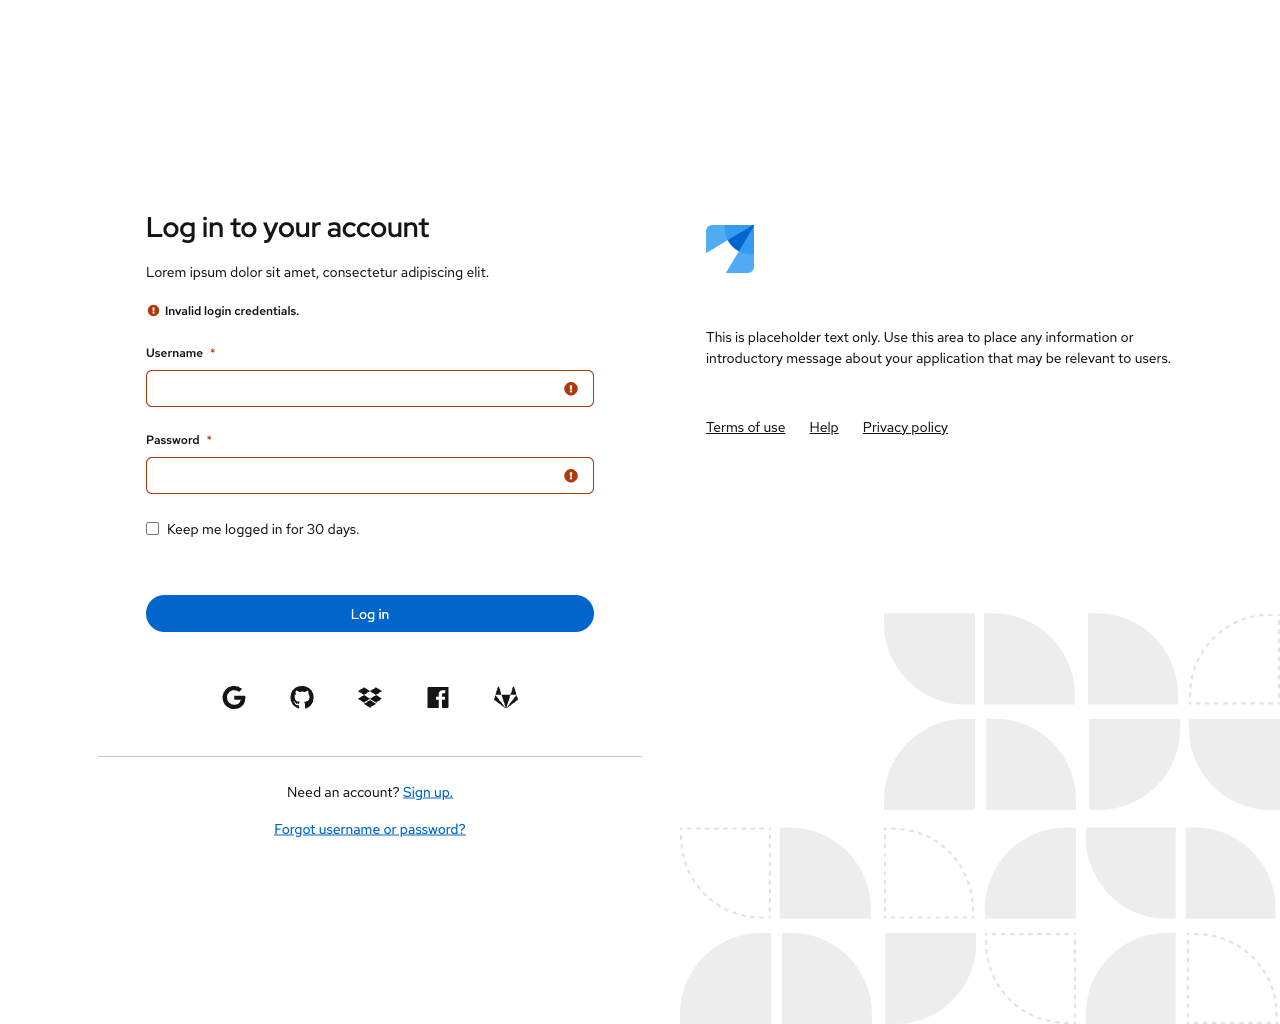 Log in to your account
Lorem ipsum dolor sit amet, consectetur adipiscing elit.
Invalid login credentials.
Username *
Password *
Keep me logged in for 30 days.
Log in
Need an account? Sign up.
Forgot username or password?
This is placeholder text only. Use this area to place any information or
introductory message about your application that may be relevant to users.
Terms of use Help Privacy policy